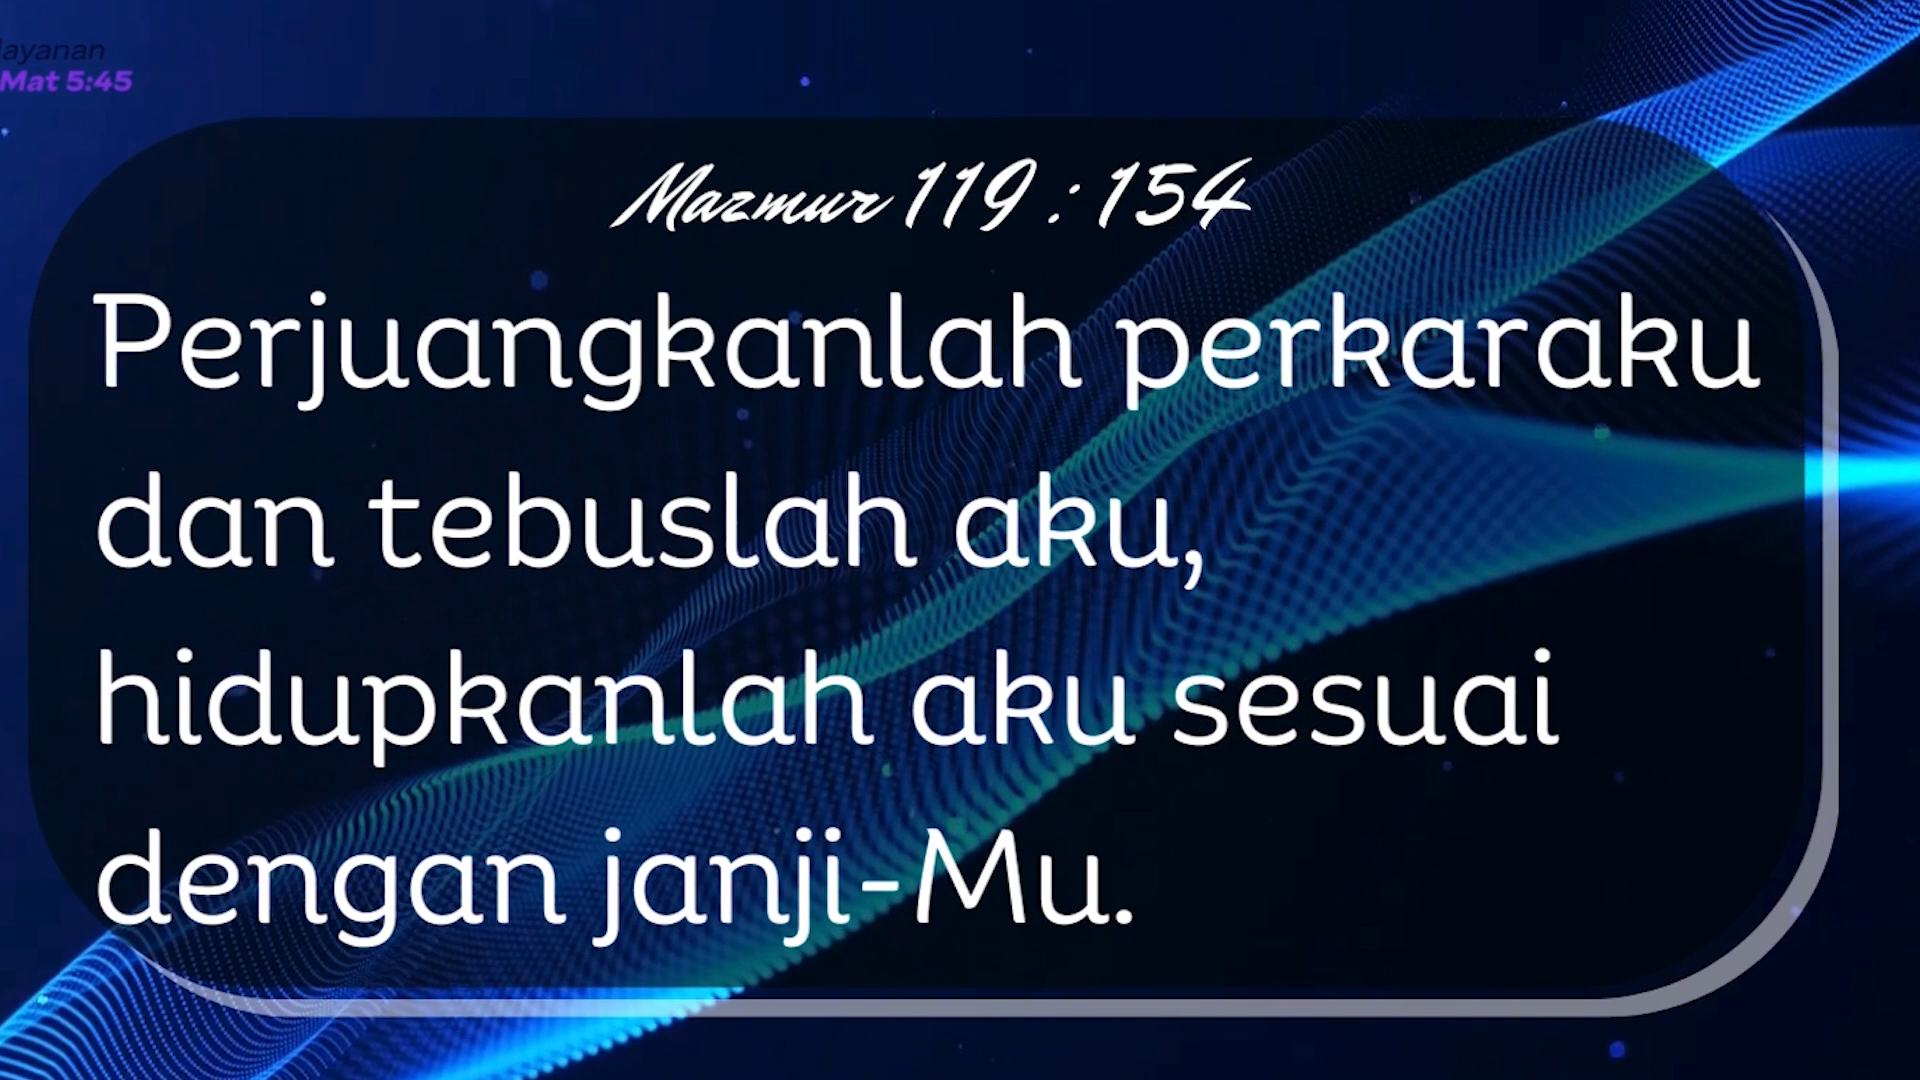 layanan
Mat 5:45
Mazmur 119 : 154
Perjuangkanlah perkaraku
dan tebuslah aku,
hidupkanlah aku sesuai
dengan janji-Mu.